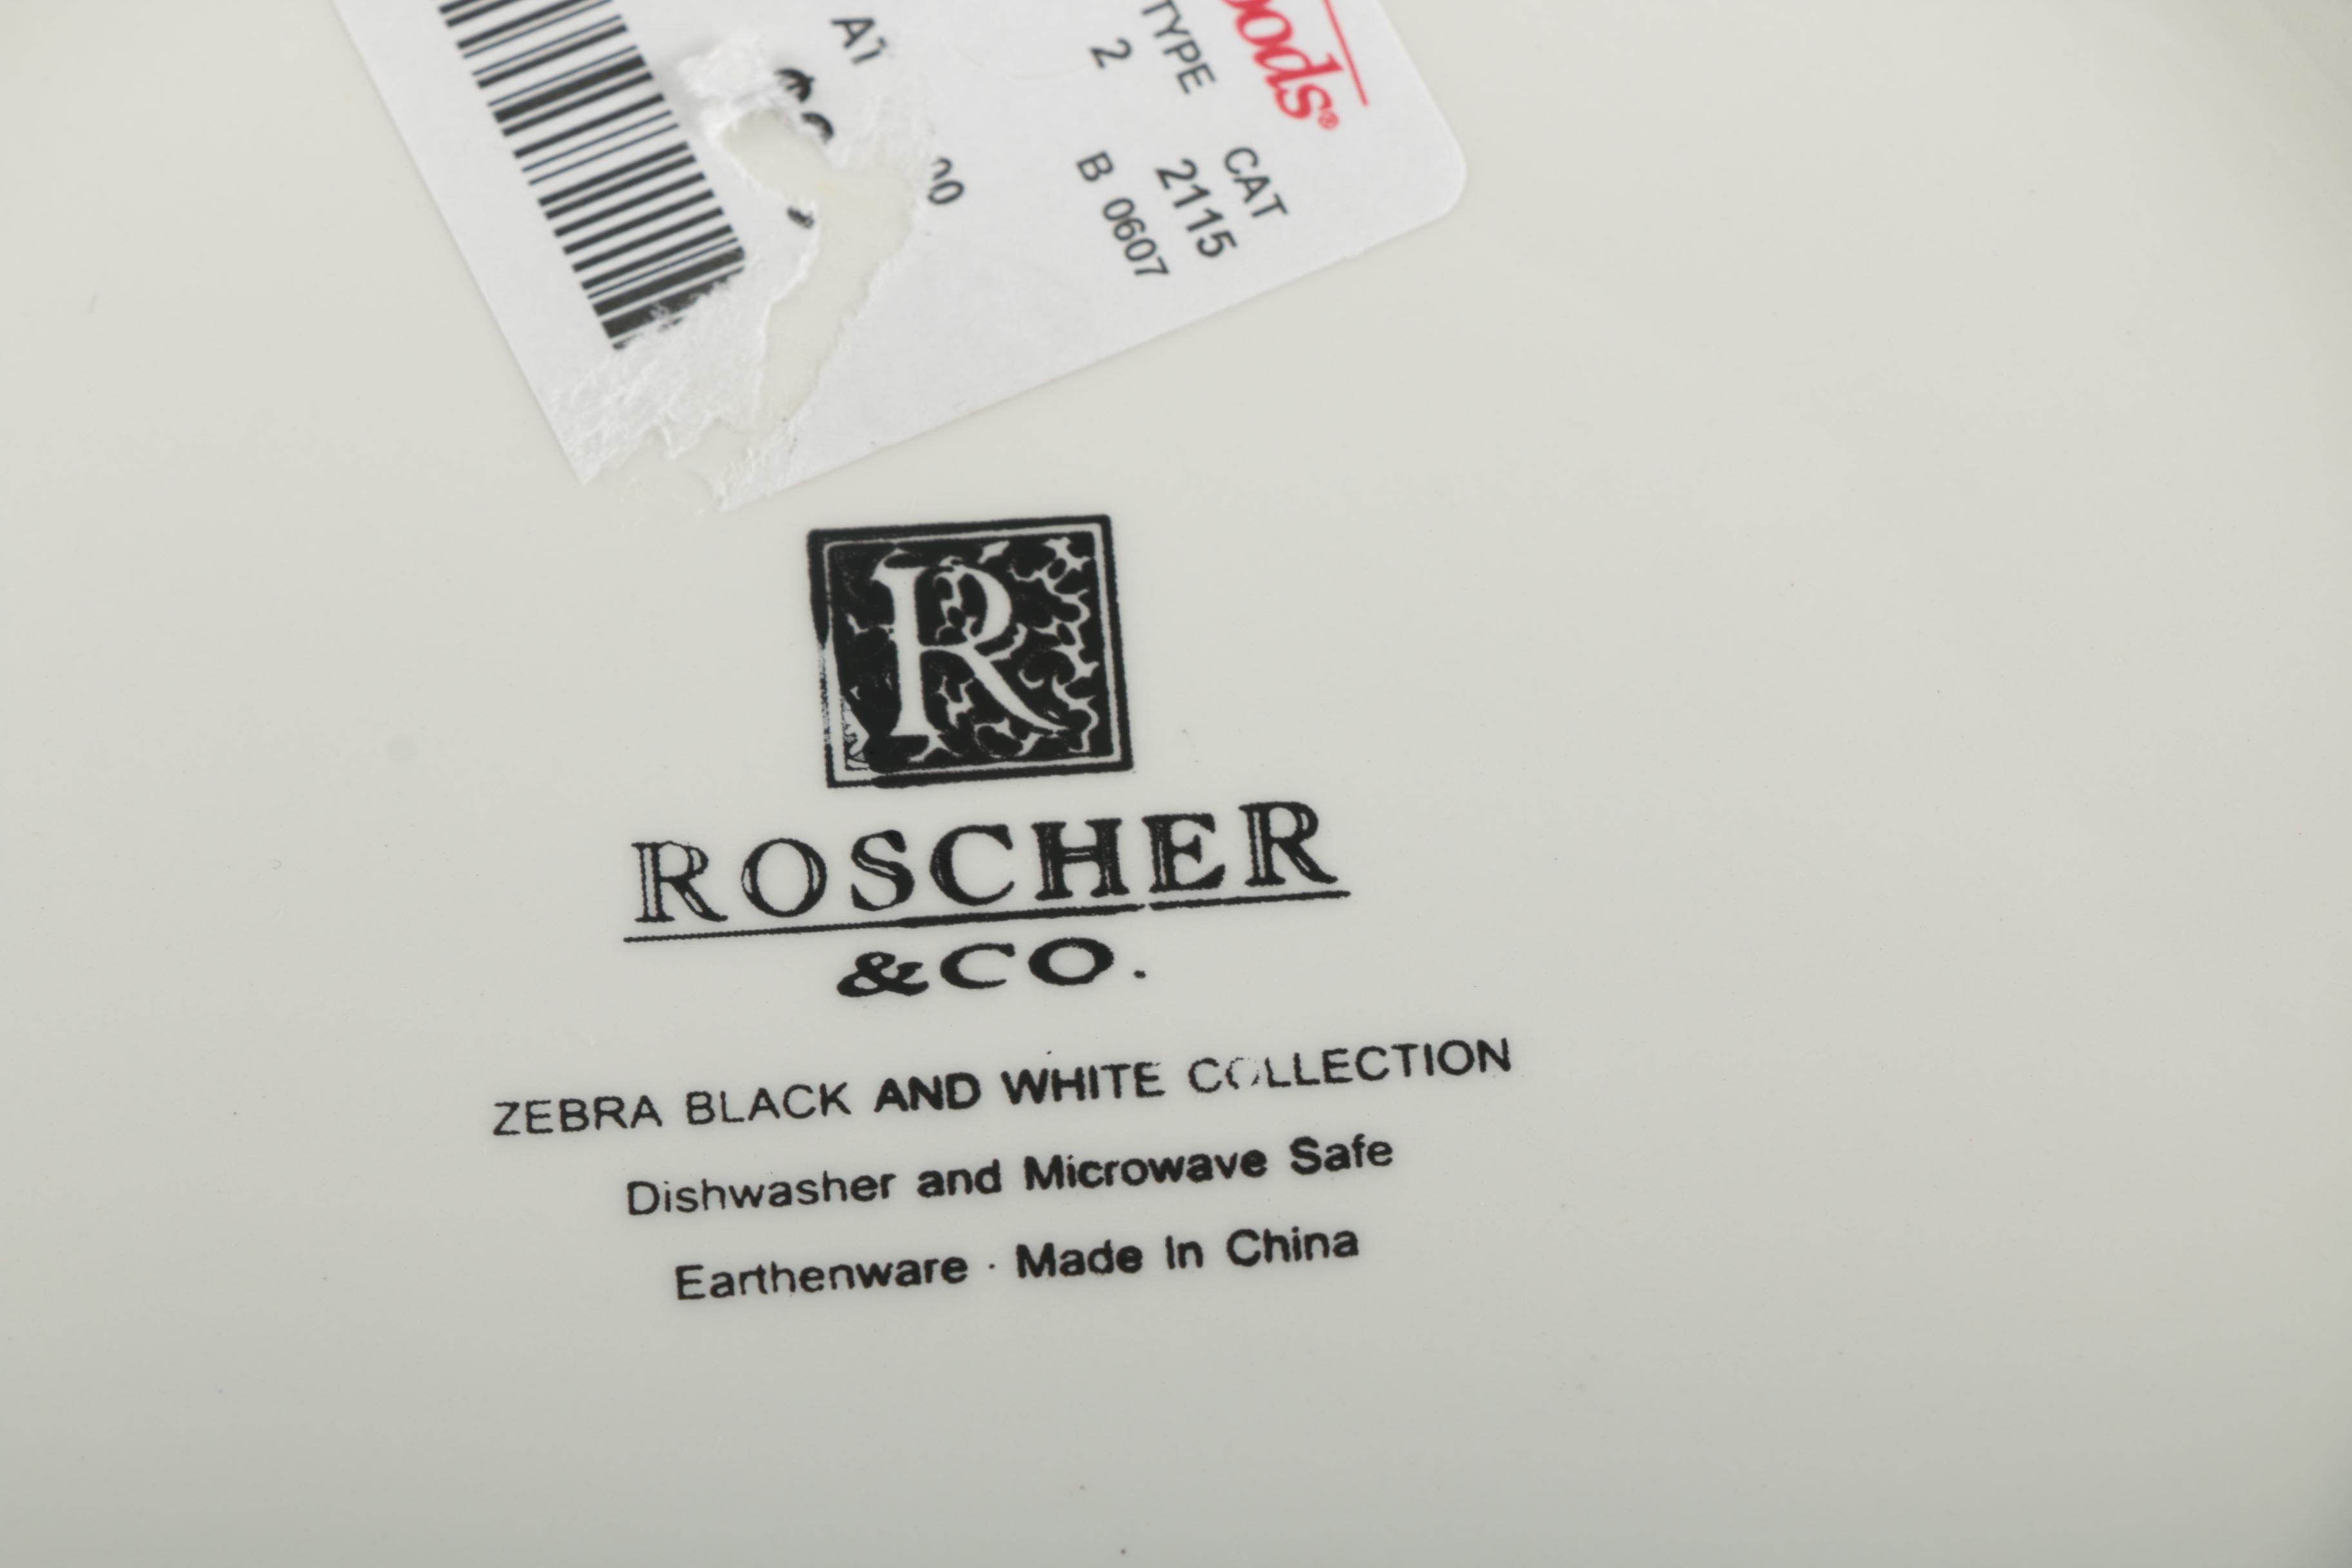 TYPE CAT
2 2115
B 0607
R
ROSCHER
&CO.
ZEBRA BLACK AND WHITE COLLECTION
Dishwasher and Microwave Safe
Earthenware · Made In China